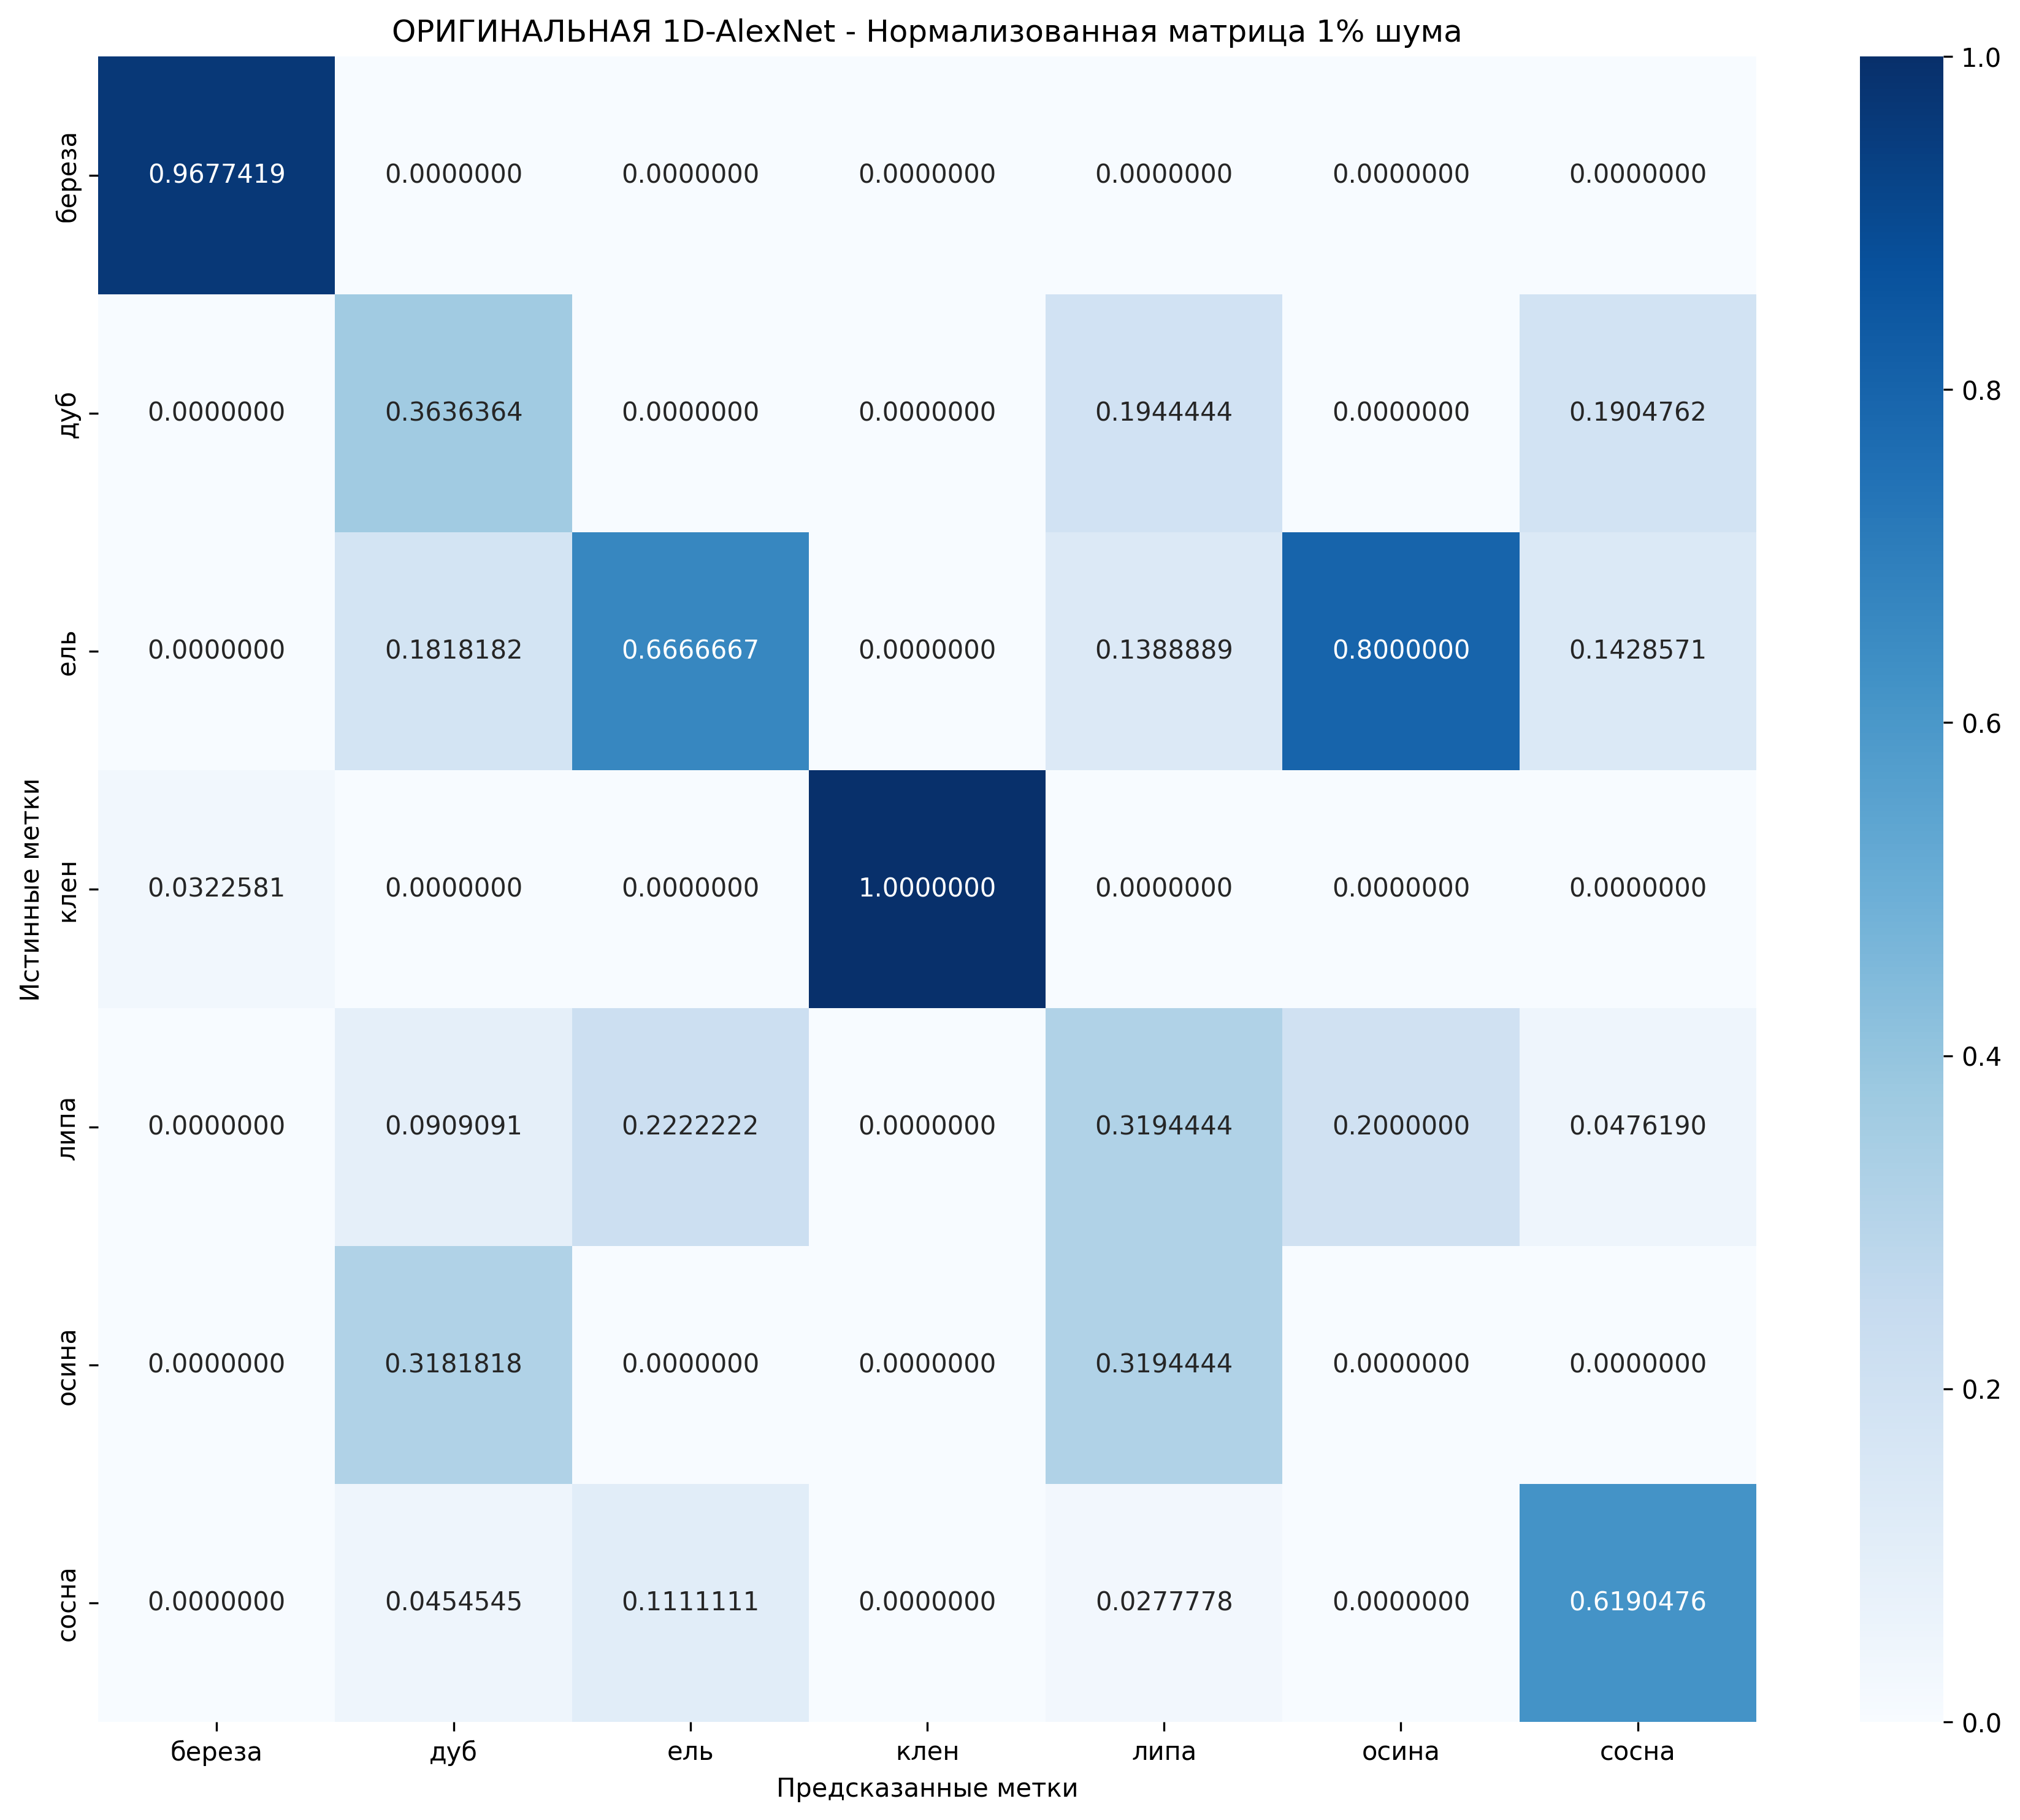 ОРИГИНАЛЬНАЯ 1D-AlexNet - Нормализованная матрица 1% шума
Истинные метки
береза
0.9677419 0.0000000 0.0000000 0.0000000 0.0000000 0.0000000 0.0000000
дуб
0.0000000 0.3636364 0.0000000 0.0000000 0.1944444 0.0000000 0.1904762
ель
0.0000000 0.1818182 0.6666667 0.0000000 0.1388889 0.8000000 0.1428571
клен
0.0322581 0.0000000 0.0000000 1.0000000 0.0000000 0.0000000 0.0000000
липа
0.0000000 0.0909091 0.2222222 0.0000000 0.3194444 0.2000000 0.0476190
осина
0.0000000 0.3181818 0.0000000 0.0000000 0.3194444 0.0000000 0.0000000
сосна
0.0000000 0.0454545 0.1111111 0.0000000 0.0277778 0.0000000 0.6190476
береза дуб ель клен липа осина сосна
Предсказанные метки
1.0
0.8
0.6
0.4
0.2
0.0